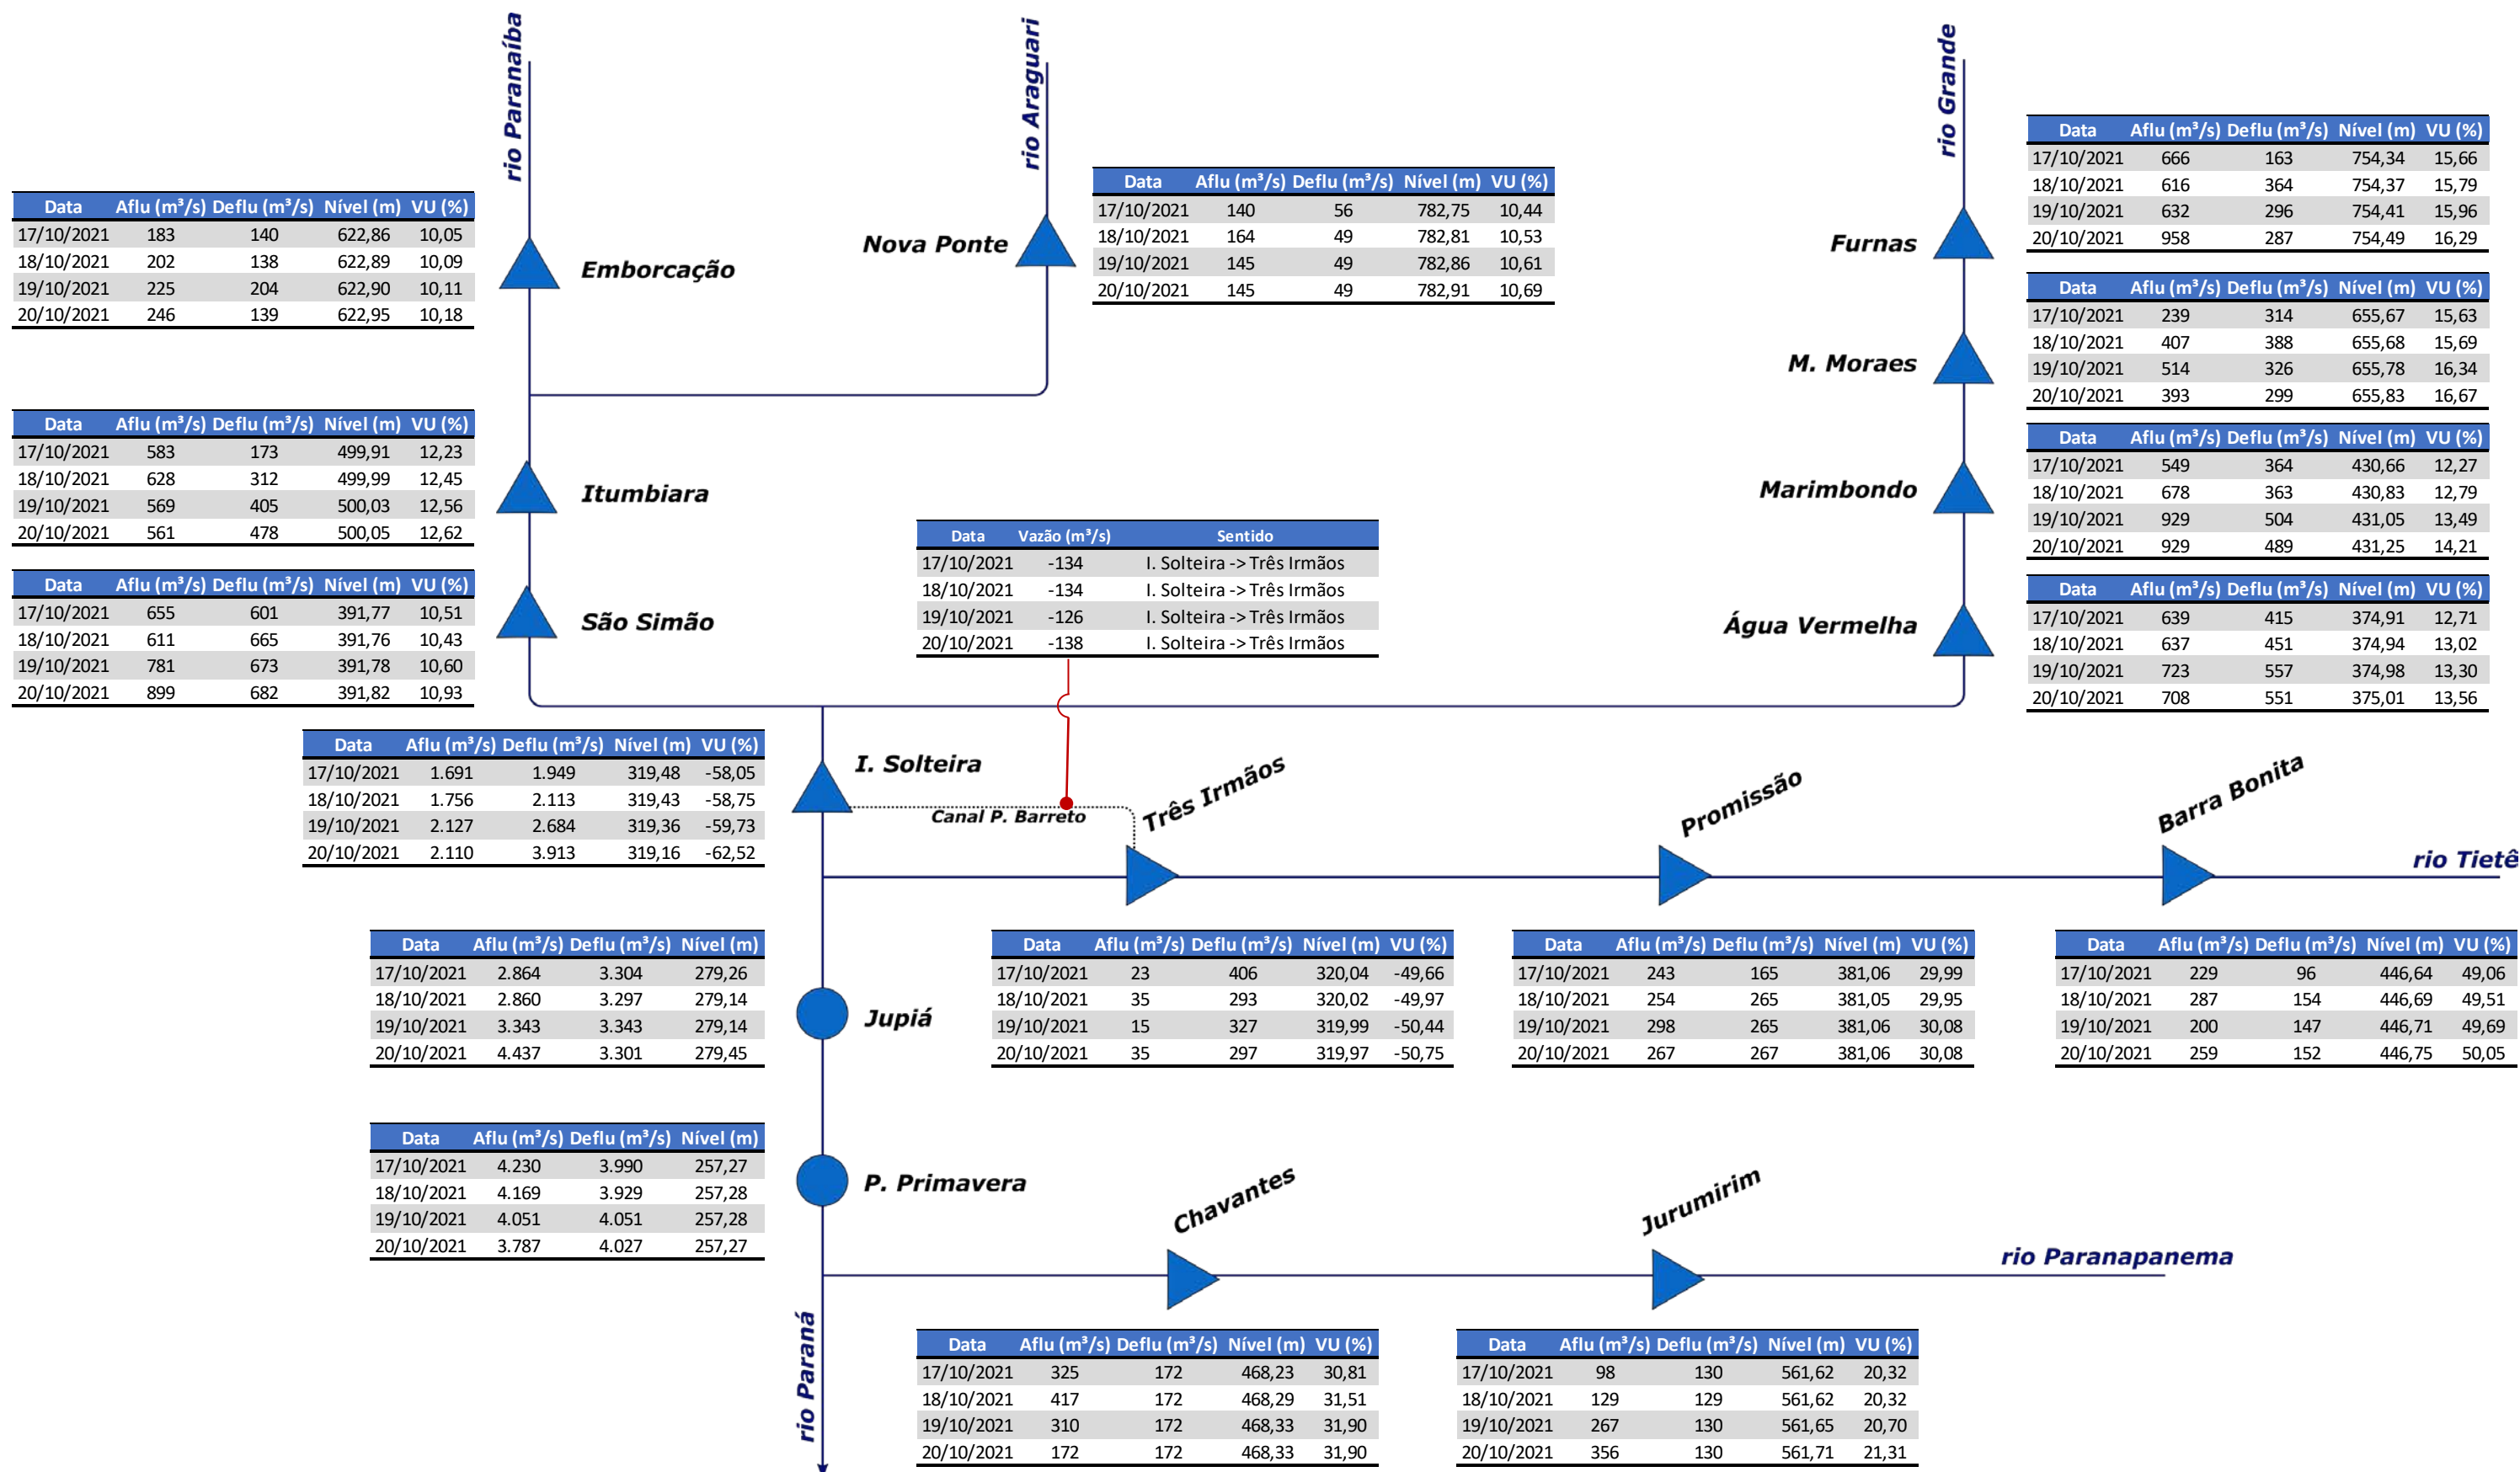 rio Paranaíba
rio Araguari
rio Grande
Data Aflu (m³/s) Deflu (m³/s) Nível (m) VU (%)
17/10/2021 666 163 754,34 15,66
18/10/2021 616 364 754,37 15,79
19/10/2021 632 296 754,41 15,96
20/10/2021 958 287 754,49 16,29
Furnas
Data Aflu (m³/s) Deflu (m³/s) Nível (m) VU (%)
17/10/2021 140 56 782,75 10,44
18/10/2021 164 49 782,81 10,53
19/10/2021 145 49 782,86 10,61
20/10/2021 145 49 782,91 10,69
Nova Ponte
Data Aflu (m³/s) Deflu (m³/s) Nível (m) VU (%)
17/10/2021 183 140 622,86 10,05
18/10/2021 202 138 622,89 10,09
19/10/2021 225 204 622,90 10,11
20/10/2021 246 139 622,95 10,18
Emborcação
Data Aflu (m³/s) Deflu (m³/s) Nível (m) VU (%)
17/10/2021 239 314 655,67 15,63
18/10/2021 407 388 655,68 15,69
19/10/2021 514 326 655,78 16,34
20/10/2021 393 299 655,83 16,67
M. Moraes
Data Aflu (m³/s) Deflu (m³/s) Nível (m) VU (%)
17/10/2021 583 173 499,91 12,23
18/10/2021 628 312 499,99 12,45
19/10/2021 569 405 500,03 12,56
20/10/2021 561 478 500,05 12,62
Itumbiara
Data Aflu (m³/s) Deflu (m³/s) Nível (m) VU (%)
17/10/2021 549 364 430,66 12,27
18/10/2021 678 363 430,83 12,79
19/10/2021 929 504 431,05 13,49
20/10/2021 929 489 431,25 14,21
Marimbondo
Data Vazão (m³/s) Sentido
17/10/2021 -134 I. Solteira -> Três Irmãos
18/10/2021 -134 I. Solteira -> Três Irmãos
19/10/2021 -126 I. Solteira -> Três Irmãos
20/10/2021 -138 I. Solteira -> Três Irmãos
Data Aflu (m³/s) Deflu (m³/s) Nível (m) VU (%)
17/10/2021 655 601 391,77 10,51
18/10/2021 611 665 391,76 10,43
19/10/2021 781 673 391,78 10,60
20/10/2021 899 682 391,82 10,93
São Simão
Data Aflu (m³/s) Deflu (m³/s) Nível (m) VU (%)
17/10/2021 639 415 374,91 12,71
18/10/2021 637 451 374,94 13,02
19/10/2021 723 557 374,98 13,30
20/10/2021 708 551 375,01 13,56
Água Vermelha
Data Aflu (m³/s) Deflu (m³/s) Nível (m) VU (%)
17/10/2021 1.691 1.949 319,48 -58,05
18/10/2021 1.756 2.113 319,43 -58,75
19/10/2021 2.127 2.684 319,36 -59,73
20/10/2021 2.110 3.913 319,16 -62,52
I. Solteira
Canal P. Barreto
Três Irmãos
Promissão
Barra Bonita
rio Tietê
Data Aflu (m³/s) Deflu (m³/s) Nível (m)
17/10/2021 2.864 3.304 279,26
18/10/2021 2.860 3.297 279,14
19/10/2021 3.343 3.343 279,14
20/10/2021 4.437 3.301 279,45
Jupiá
Data Aflu (m³/s) Deflu (m³/s) Nível (m) VU (%)
17/10/2021 23 406 320,04 -49,66
18/10/2021 35 293 320,02 -49,97
19/10/2021 15 327 319,99 -50,44
20/10/2021 35 297 319,97 -50,75
Data Aflu (m³/s) Deflu (m³/s) Nível (m) VU (%)
17/10/2021 243 165 381,06 29,99
18/10/2021 254 265 381,05 29,95
19/10/2021 298 265 381,06 30,08
20/10/2021 267 267 381,06 30,08
Data Aflu (m³/s) Deflu (m³/s) Nível (m) VU (%)
17/10/2021 229 96 446,64 49,06
18/10/2021 287 154 446,69 49,51
19/10/2021 200 147 446,71 49,69
20/10/2021 259 152 446,75 50,05
Data Aflu (m³/s) Deflu (m³/s) Nível (m)
17/10/2021 4.230 3.990 257,27
18/10/2021 4.169 3.929 257,28
19/10/2021 4.051 4.051 257,28
20/10/2021 3.787 4.027 257,27
P. Primavera
Chavantes
Jurumirim
rio Paranapanema
rio Paraná
Data Aflu (m³/s) Deflu (m³/s) Nível (m) VU (%)
17/10/2021 325 172 468,23 30,81
18/10/2021 417 172 468,29 31,51
19/10/2021 310 172 468,33 31,90
20/10/2021 172 172 468,33 31,90
Data Aflu (m³/s) Deflu (m³/s) Nível (m) VU (%)
17/10/2021 98 130 561,62 20,32
18/10/2021 129 129 561,62 20,32
19/10/2021 267 130 561,65 20,70
20/10/2021 356 130 561,71 21,31